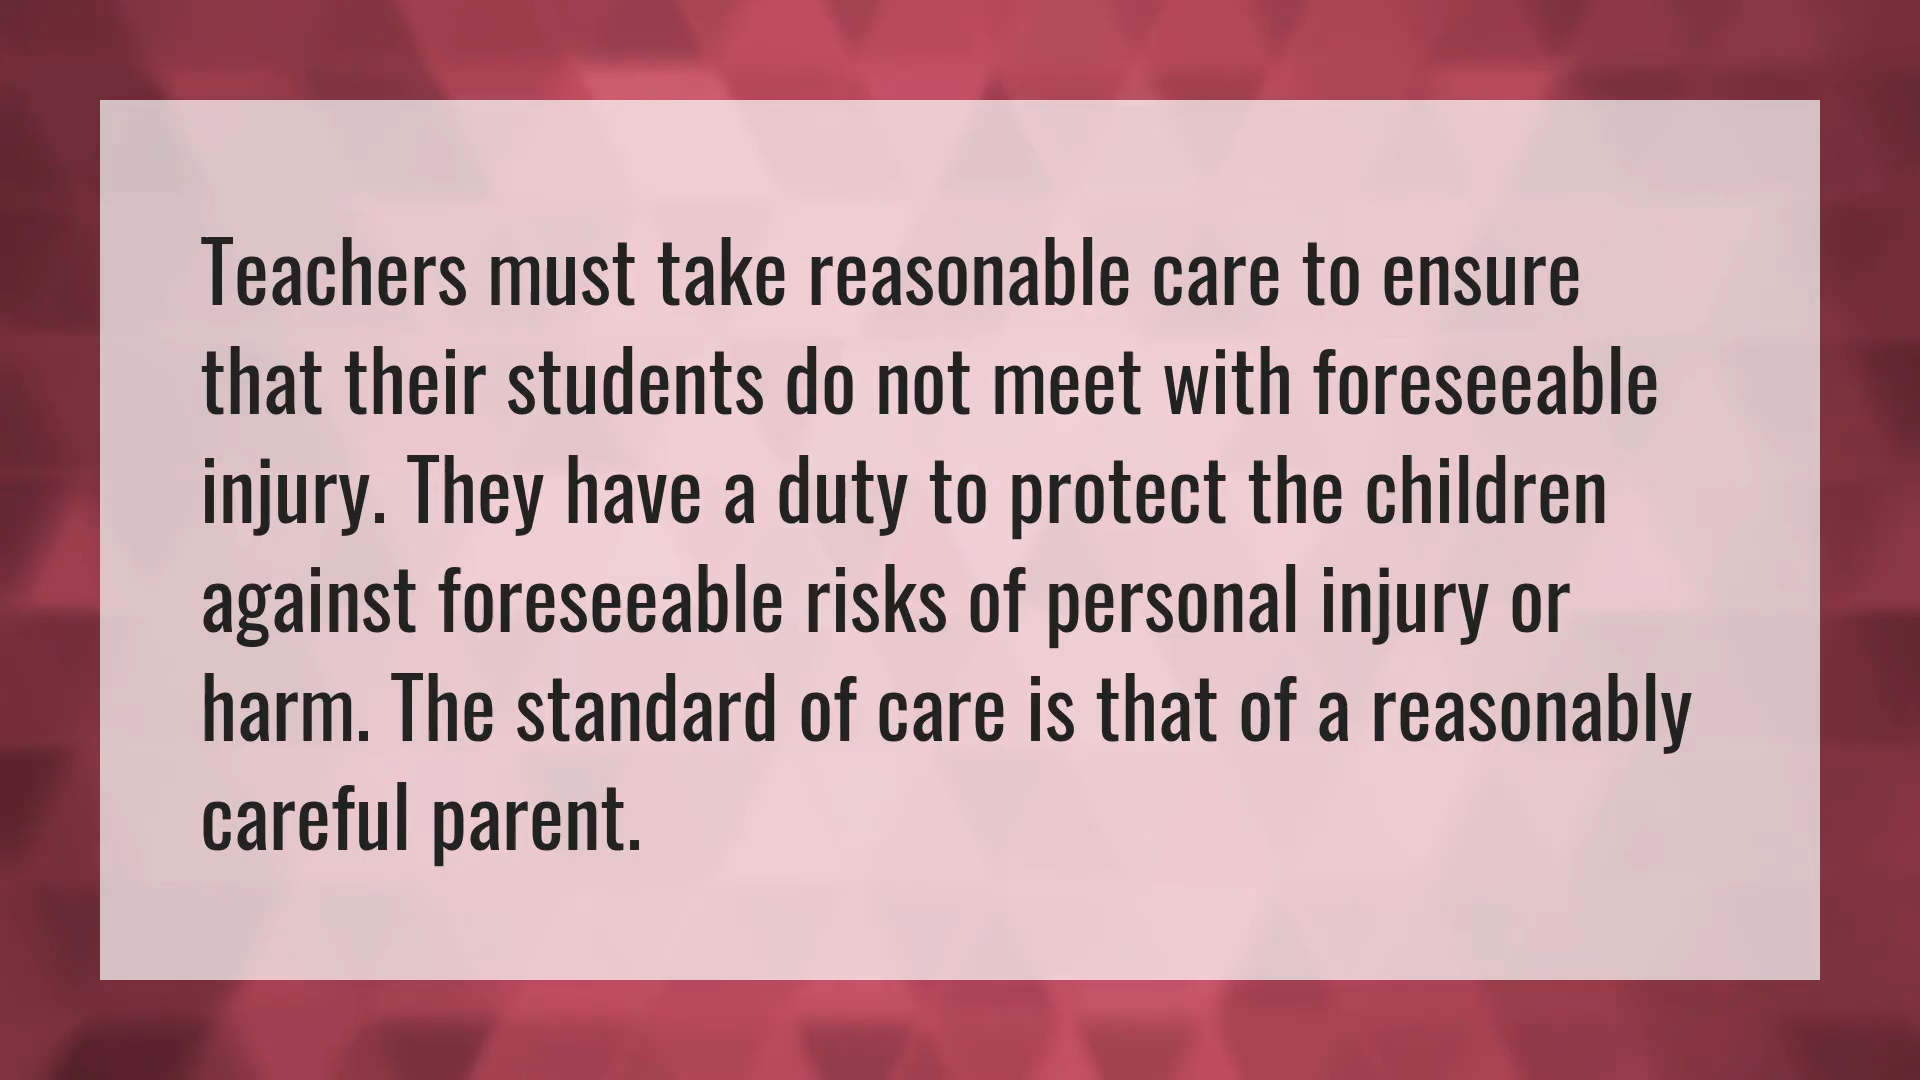 Teachers must take reasonable care to ensure
that their students do not meet with foreseeable
injury. They have a duty to protect the children
against foreseeable risks of personal injury or
harm. The standard of care is that of a reasonably
careful parent.